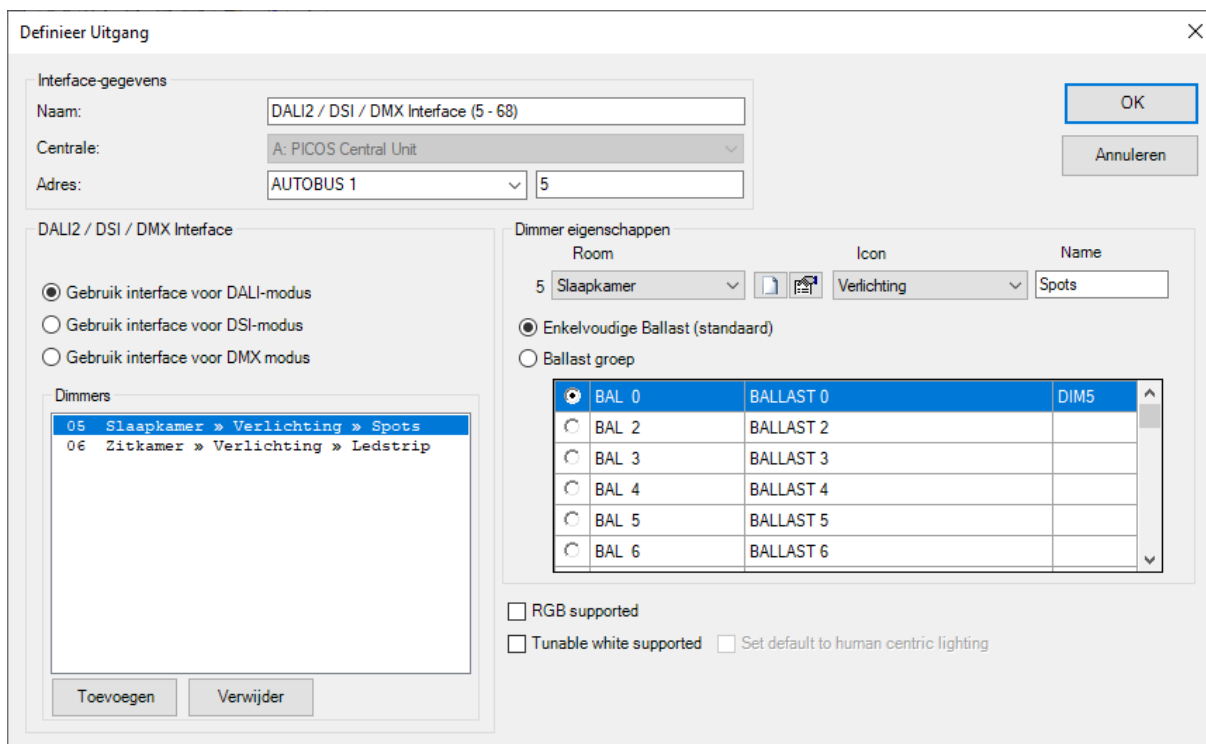 Definieer Uitgang
Interface-gegevens
Naam: DALI2 / DSI / DMX Interface (5 - 68)
OK
Centrale: A: PICOS Central Unit
Annuleren
Adres: AUTOBUS 1 5
DALI2 / DSI / DMX Interface
Gebruik interface voor DALI-modus
Gebruik interface voor DSI-modus
Gebruik interface voor DMX modus
Dimmers
05 Slaapkamer » Verlichting » Spots
06 Zitkamer » Verlichting » Ledstrip
Toevoegen Verwijder
Dimmer eigenschappen
Room Icon Name
5 Slaapkamer Verlichting Spots
Enkelvoudige Ballast (standaard)
Ballast groep
BAL 0 BALLAST 0 DIM5
BAL 2 BALLAST 2
BAL 3 BALLAST 3
BAL 4 BALLAST 4
BAL 5 BALLAST 5
BAL 6 BALLAST 6
RGB supported
Tunable white supported Set default to human centric lighting